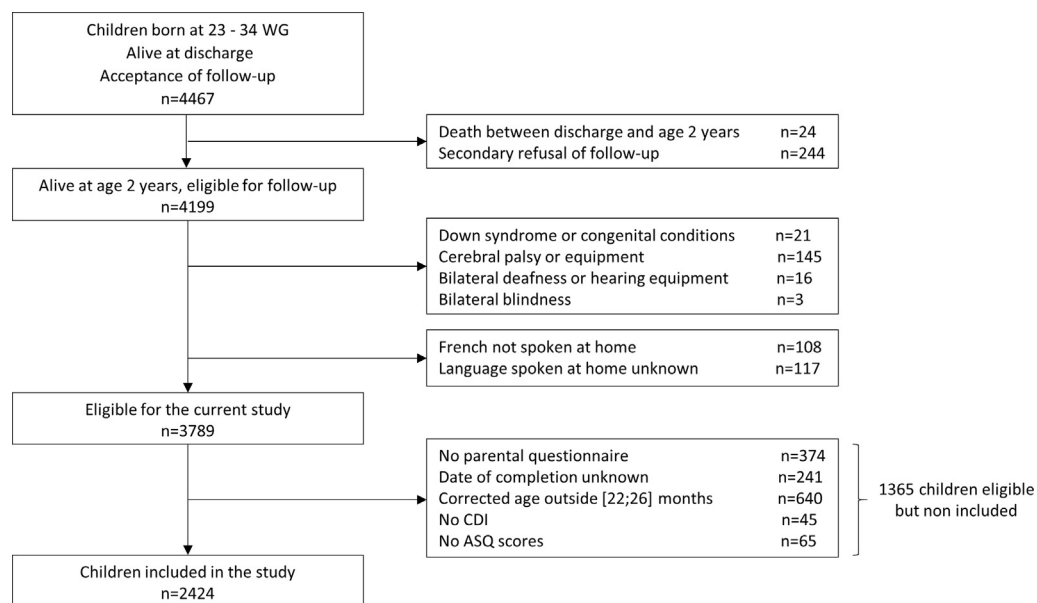 Children born at 23 - 34 WG
Alive at discharge
Acceptance of follow-up
n=4467
Death between discharge and age 2 years n=24
Secondary refusal of follow-up n=244
Alive at age 2 years, eligible for follow-up
n=4199
Down syndrome or congenital conditions n=21
Cerebral palsy or equipment n=145
Bilateral deafness or hearing equipment n=16
Bilateral blindness n=3
French not spoken at home n=108
Language spoken at home unknown n=117
Eligible for the current study
n=3789
No parental questionnaire n=374
Date of completion unknown n=241
Corrected age outside [22;26] months n=640
No CDI n=45
No ASQ scores n=65
1365 children eligible
but non included
Children included in the study
n=2424